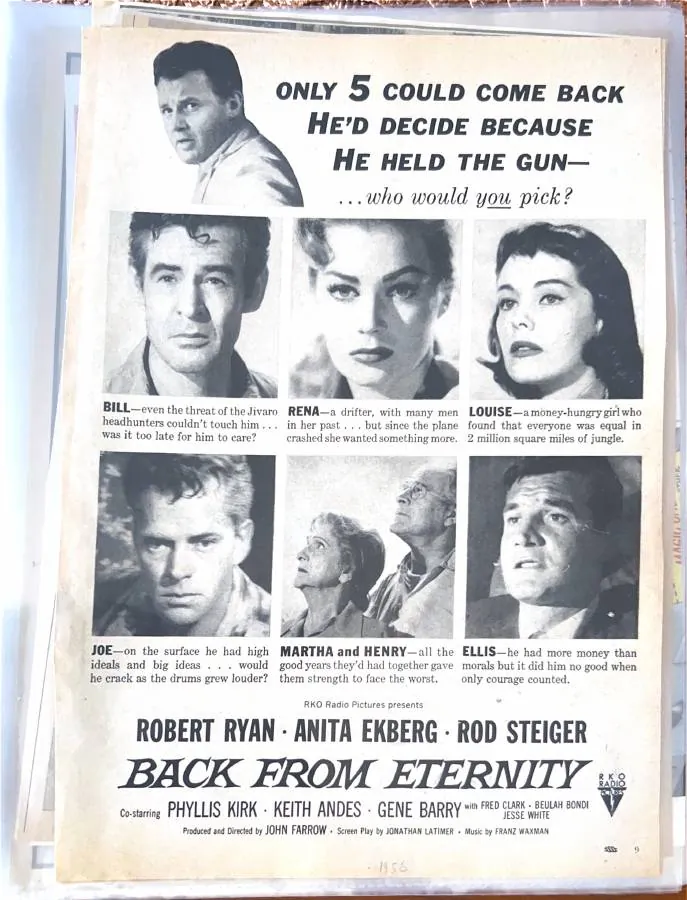 ONLY 5 COULD COME BACK
HE'D DECIDE BECAUSE
HE HELD THE GUN—
...who would you pick?
BILL—even the threat of the Jivaro
headhunters couldn't touch him . . .
was it too late for him to care?
RENA—a drifter, with many men
in her past . . . but since the plane
crashed she wanted something more.
LOUISE—a money-hungry girl who
found that everyone was equal in
2 million square miles of jungle.
JOE—on the surface he had high
ideals and big ideas . . . would
he crack as the drums grew louder?
MARTHA and HENRY—all the
good years they'd had together gave
them strength to face the worst.
ELLIS—he had more money than
morals but it did him no good when
only courage counted.
RKO Radio Pictures presents
ROBERT RYAN · ANITA EKBERG · ROD STEIGER
BACK FROM ETERNITY
RKO
RADIO
PICTURES
Co-starring PHYLLIS KIRK · KEITH ANDES · GENE BARRY with FRED CLARK · BEULAH BONDI
JESSE WHITE
Produced and Directed by JOHN FARROW · Screen Play by JONATHAN LATIMER · Music by FRANZ WAXMAN
9
1956